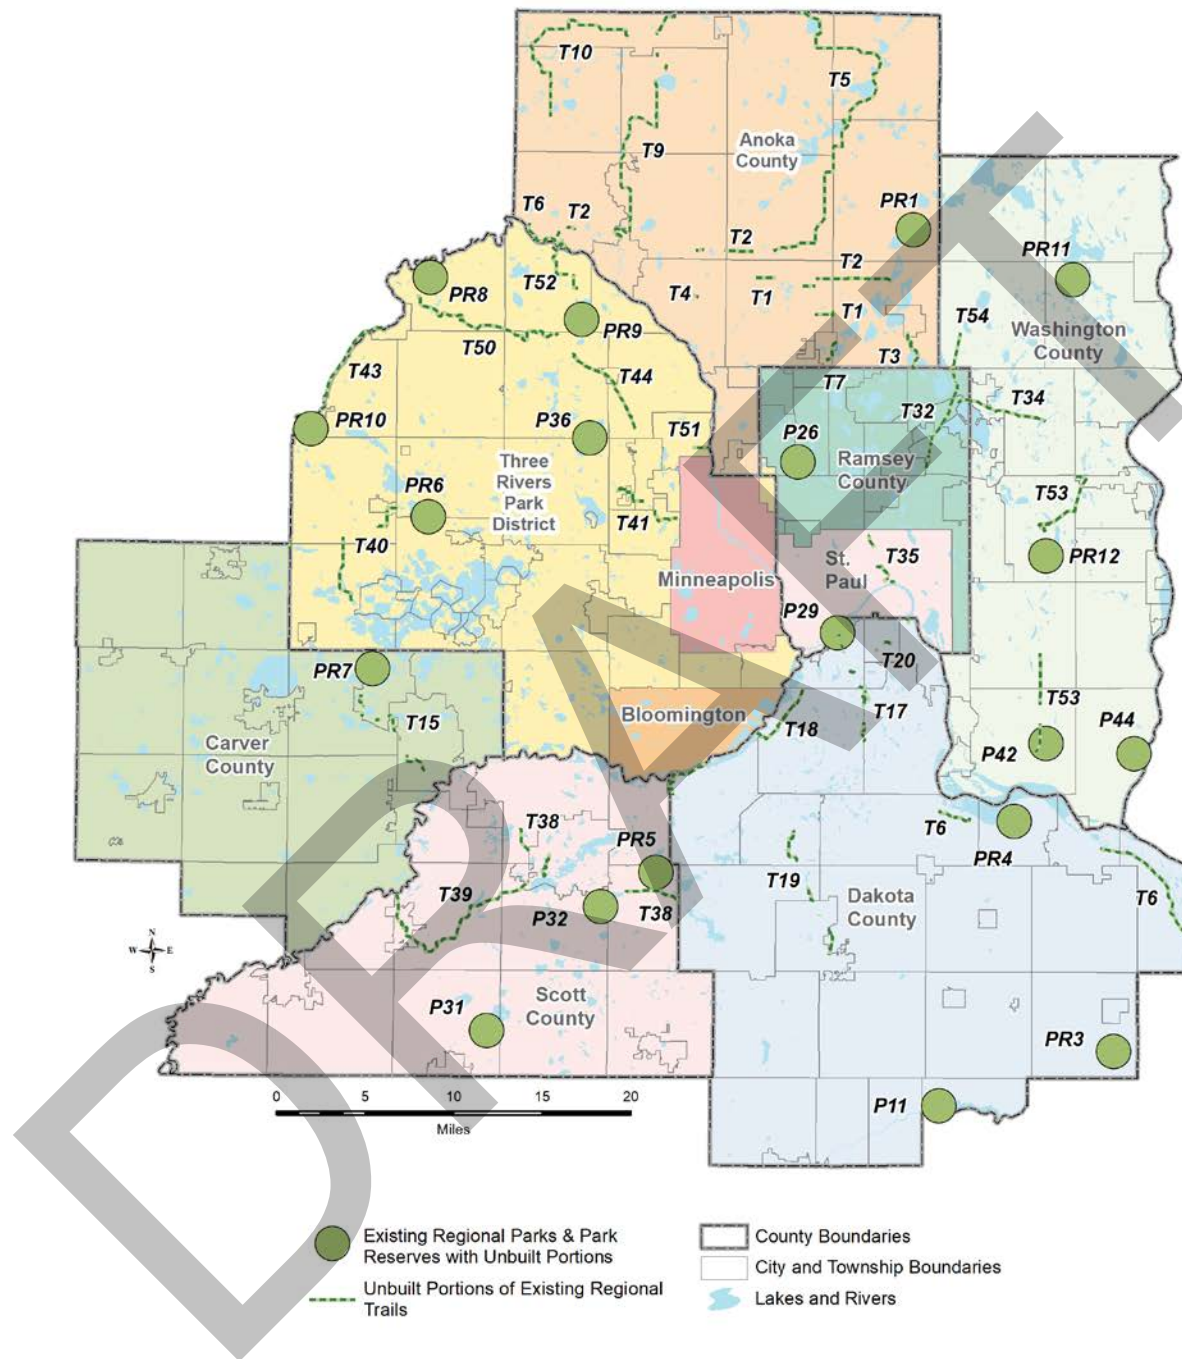 T10
T5
Anoka
County
T9
PR1
T6
T2
T2
PR11
T2
T52
T4
T1
PR8
T1
PR9
T54
Washington
County
T50
T3
T43
T44
T7
T34
T32
PR10
P36
T51
P26
Ramsey
County
Three
Rivers
Park
District
PR6
T53
T41
T40
T35
PR12
St.
Paul
Minneapolis
P29
T20
PR7
T53
T17
Bloomington
T15
T18
P44
Carver
County
P42
T38
T6
PR5
PR4
T19
T39
P32
T38
Dakota
County
T6
N
W
E
S
Scott
County
P31
PR3
0
5
10
15
20
Miles
P11
Existing Regional Parks & Park
Reserves with Unbuilt Portions
Unbuilt Portions of Existing Regional
Trails
County Boundaries
City and Township Boundaries
Lakes and Rivers
DRAFT